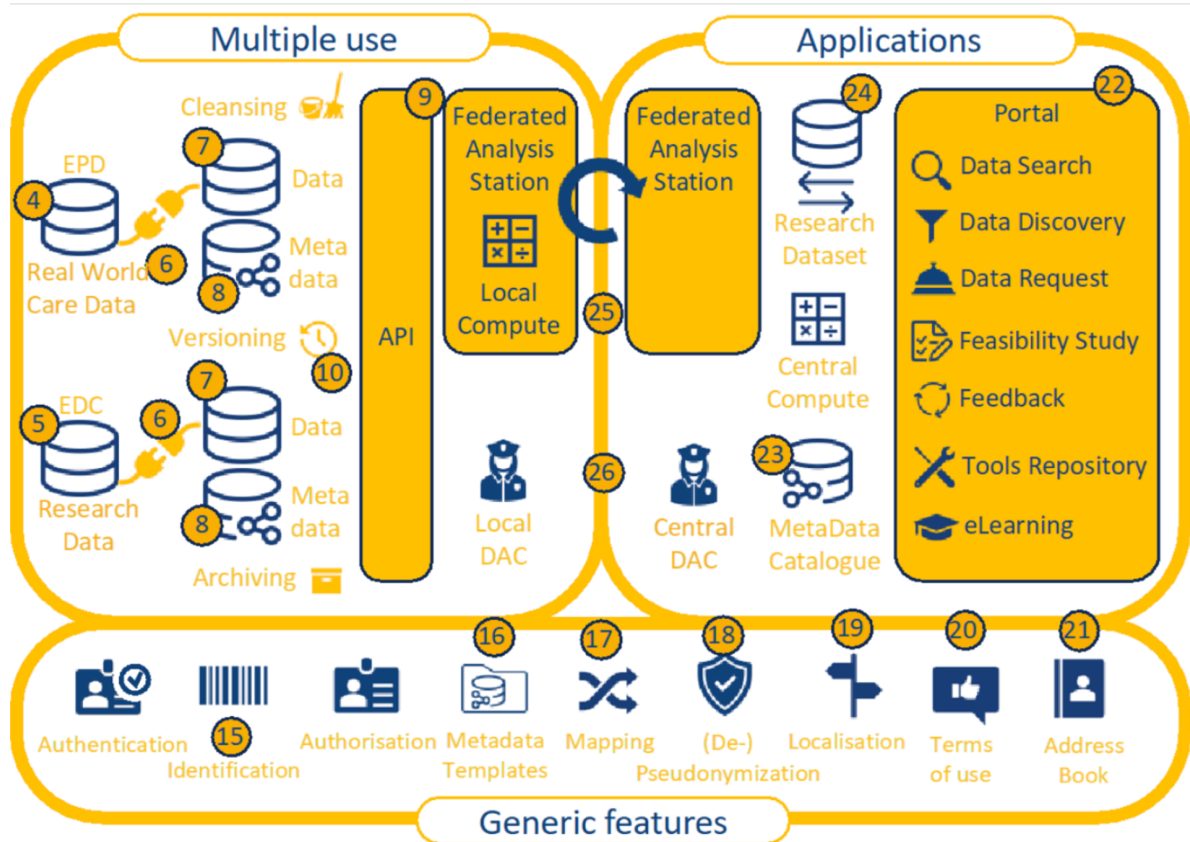 Multiple use
Cleansing
9
7
EPD
4
Data
6
Real World
Care Data
Meta
data
8
Versioning
10
API
Federated
Analysis
Station
Local
Compute
7
EDC
5
6
Data
Research
Data
Meta
data
8
Archiving
Local
DAC
25
26
Applications
Federated
Analysis
Station
24
Research
Dataset
Central
Compute
Central
DAC
23
MetaData
Catalogue
22
Portal
Data Search
Data Discovery
Data Request
Feasibility Study
Feedback
Tools Repository
eLearning
Authentication
15
Identification
Authorisation
16
Metadata
Templates
17
Mapping
18
(De-)
Pseudonymization
19
Localisation
20
Terms
of use
21
Address
Book
Generic features